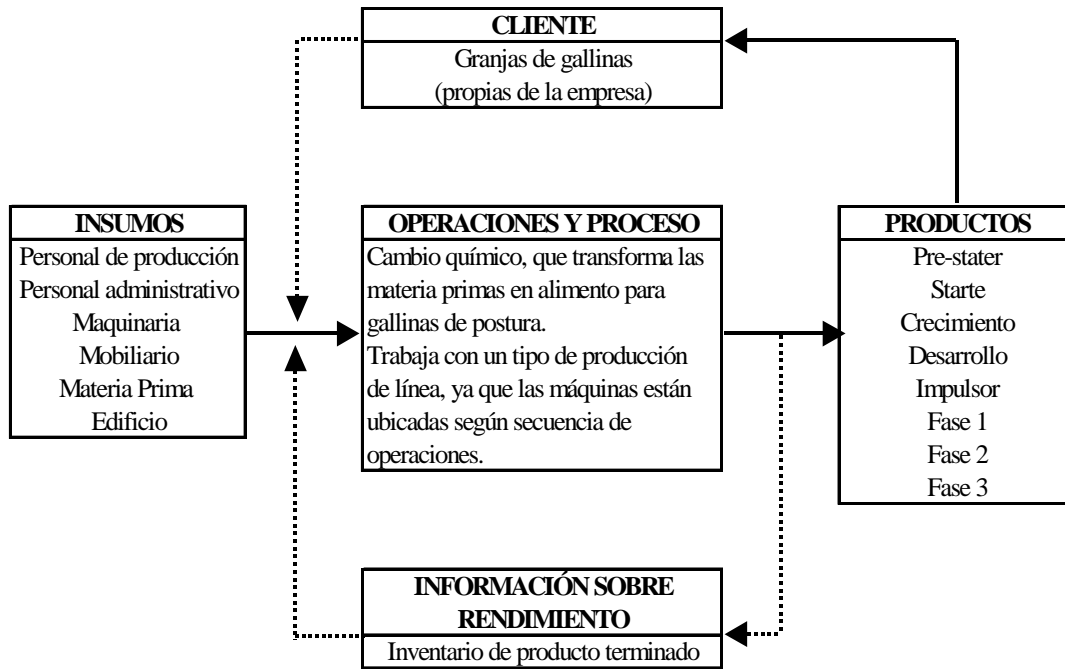 CLIENTE
Granjas de gallinas
(propias de la empresa)
INSUMOS
Personal de producción
Personal administrativo
Maquinaria
Mobiliario
Materia Prima
Edificio
OPERACIONES Y PROCESO
Cambio químico, que transforma las
materia primas en alimento para
gallinas de postura.
Trabaja con un tipo de producción
de línea, ya que las máquinas están
ubicadas según secuencia de
operaciones.
PRODUCTOS
Pre-stater
Starte
Crecimiento
Desarrollo
Impulsor
Fase 1
Fase 2
Fase 3
INFORMACIÓN SOBRE
RENDIMIENTO
Inventario de producto terminado